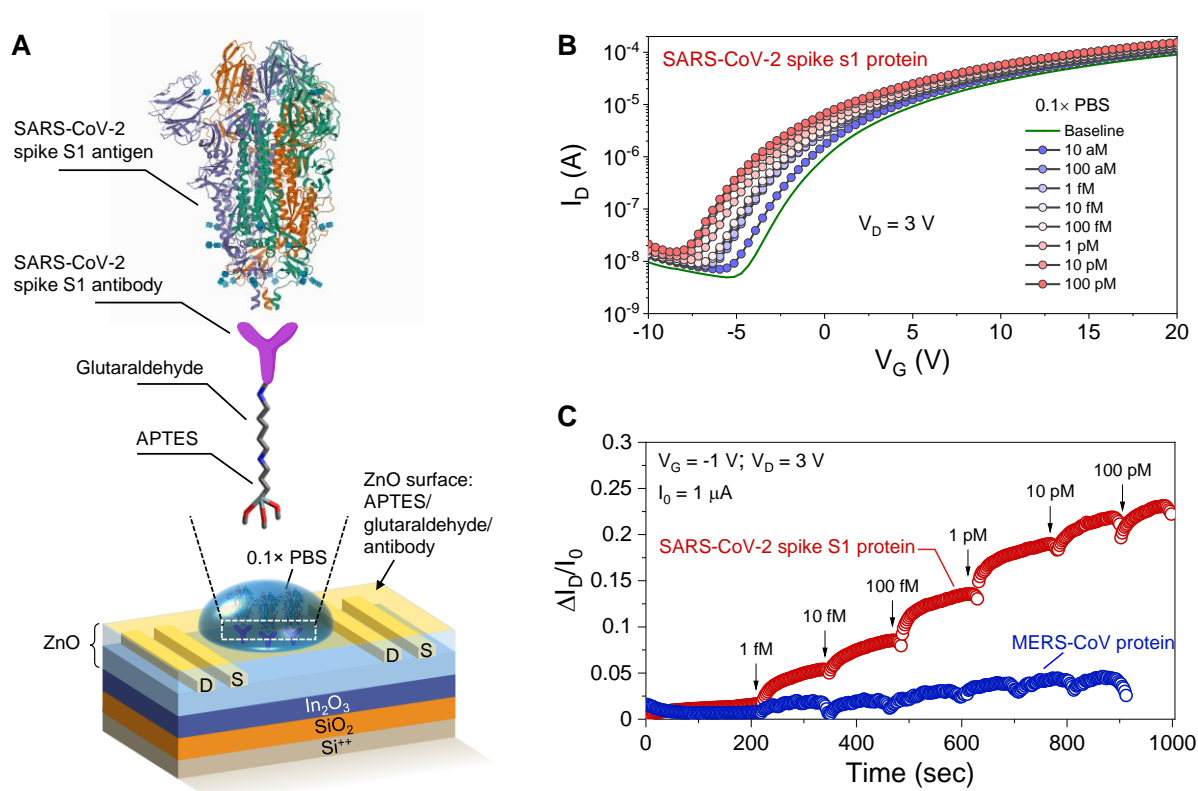 A
SARS-CoV-2
spike S1 antigen
SARS-CoV-2
spike S1 antibody
Glutaraldehyde
APTES
ZnO surface:
APTES/
glutaraldehyde/
antibody
0.1× PBS
ZnO
D
S
D
S
In₂O₃
SiO₂
Si⁺⁺
B
SARS-CoV-2 spike s1 protein
0.1× PBS
Baseline
10 aM
100 aM
1 fM
10 fM
100 fM
1 pM
10 pM
100 pM
V_D = 3 V
I_D (A)
10⁻⁴
10⁻⁵
10⁻⁶
10⁻⁷
10⁻⁸
10⁻⁹
-10 -5 0 5 10 15 20
V_G (V)
C
V_G = -1 V; V_D = 3 V
I₀ = 1 μA
SARS-CoV-2 spike S1 protein
MERS-CoV protein
1 fM
10 fM
100 fM
1 pM
10 pM
100 pM
ΔI_D/I₀
0.3
0.25
0.2
0.15
0.1
0.05
0
0 200 400 600 800 1000
Time (sec)